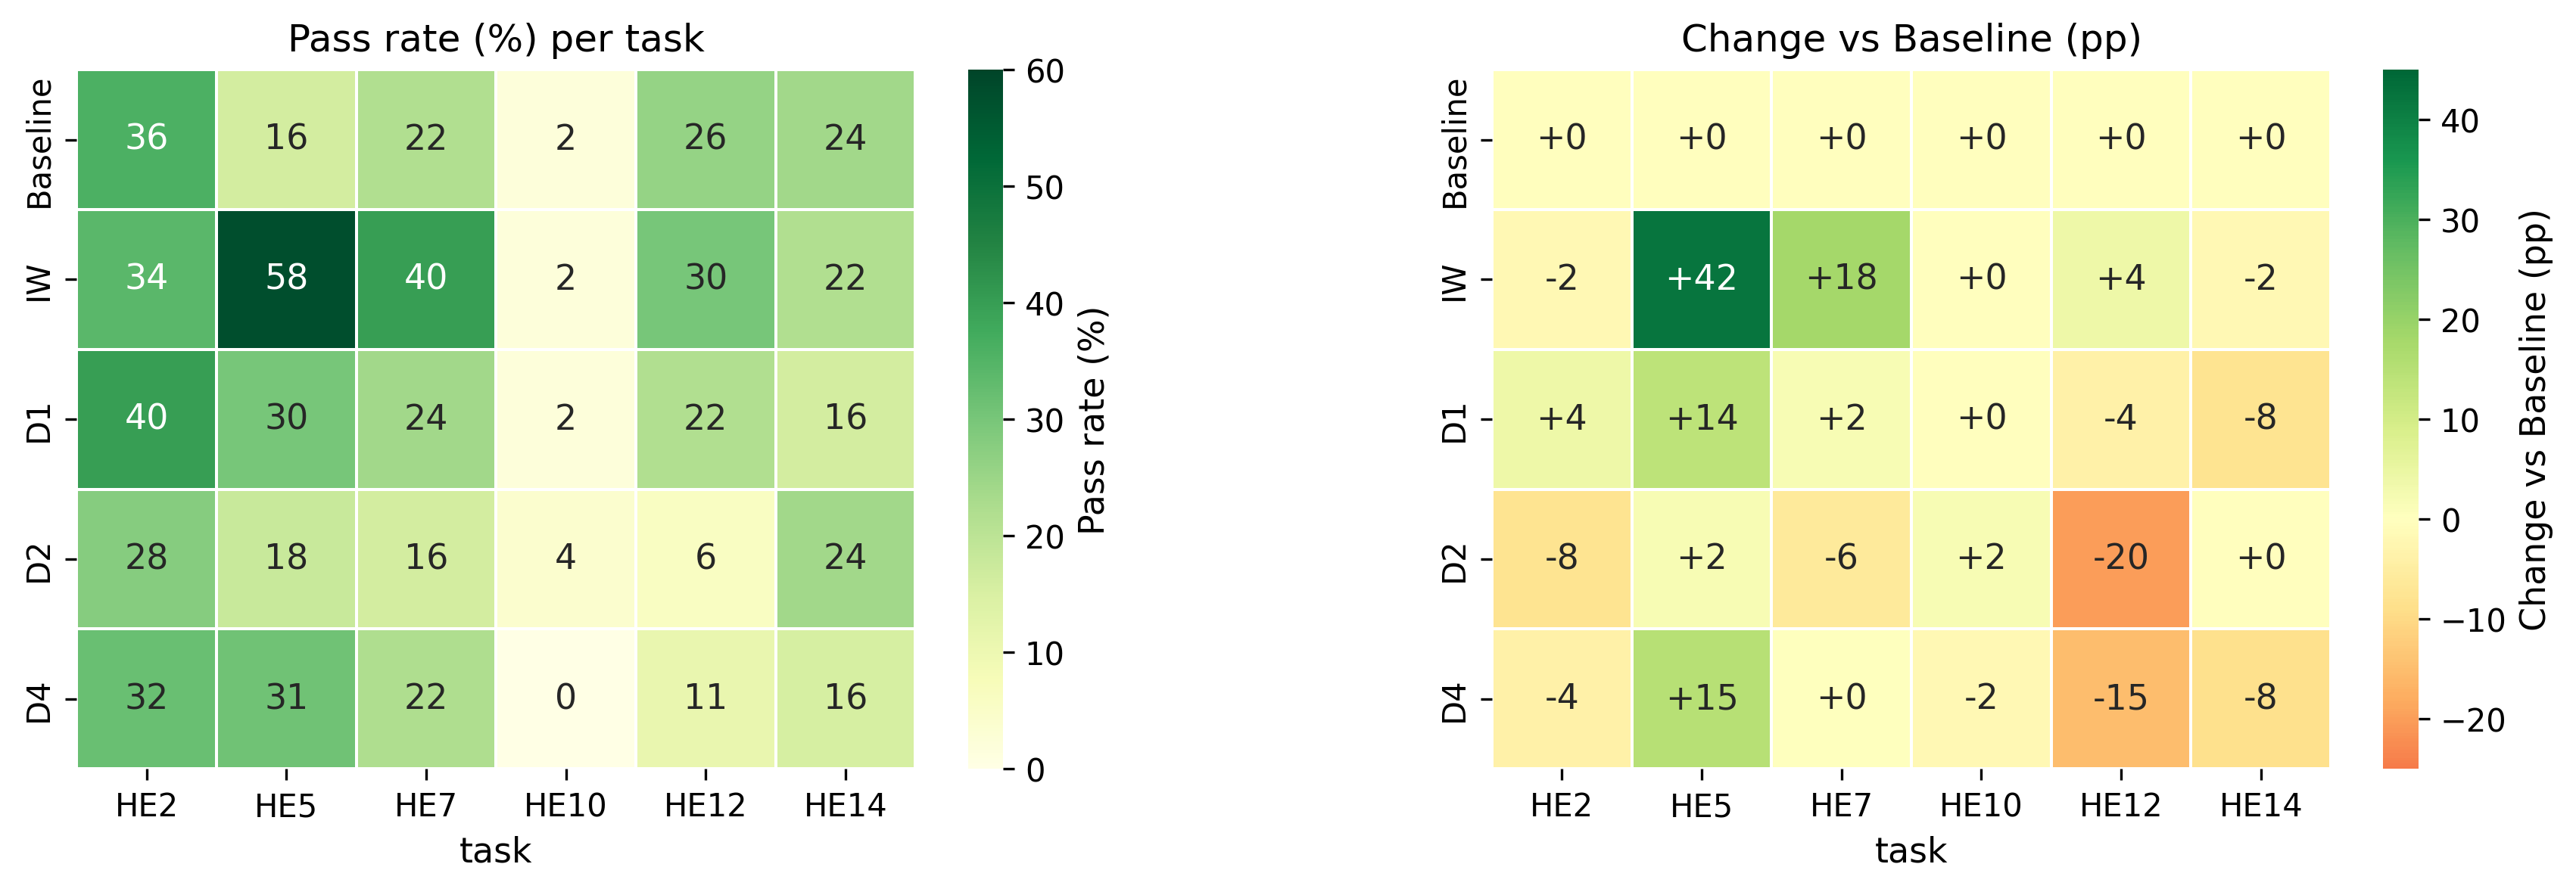 Pass rate (%) per task
Baseline 36 16 22 2 26 24
IW 34 58 40 2 30 22
D1 40 30 24 2 22 16
D2 28 18 16 4 6 24
D4 32 31 22 0 11 16
HE2 HE5 HE7 HE10 HE12 HE14
task
60
50
40
30
20
10
0
Pass rate (%)
Change vs Baseline (pp)
Baseline +0 +0 +0 +0 +0 +0
IW -2 +42 +18 +0 +4 -2
D1 +4 +14 +2 +0 -4 -8
D2 -8 +2 -6 +2 -20 +0
D4 -4 +15 +0 -2 -15 -8
HE2 HE5 HE7 HE10 HE12 HE14
task
40
30
20
10
0
−10
−20
Change vs Baseline (pp)